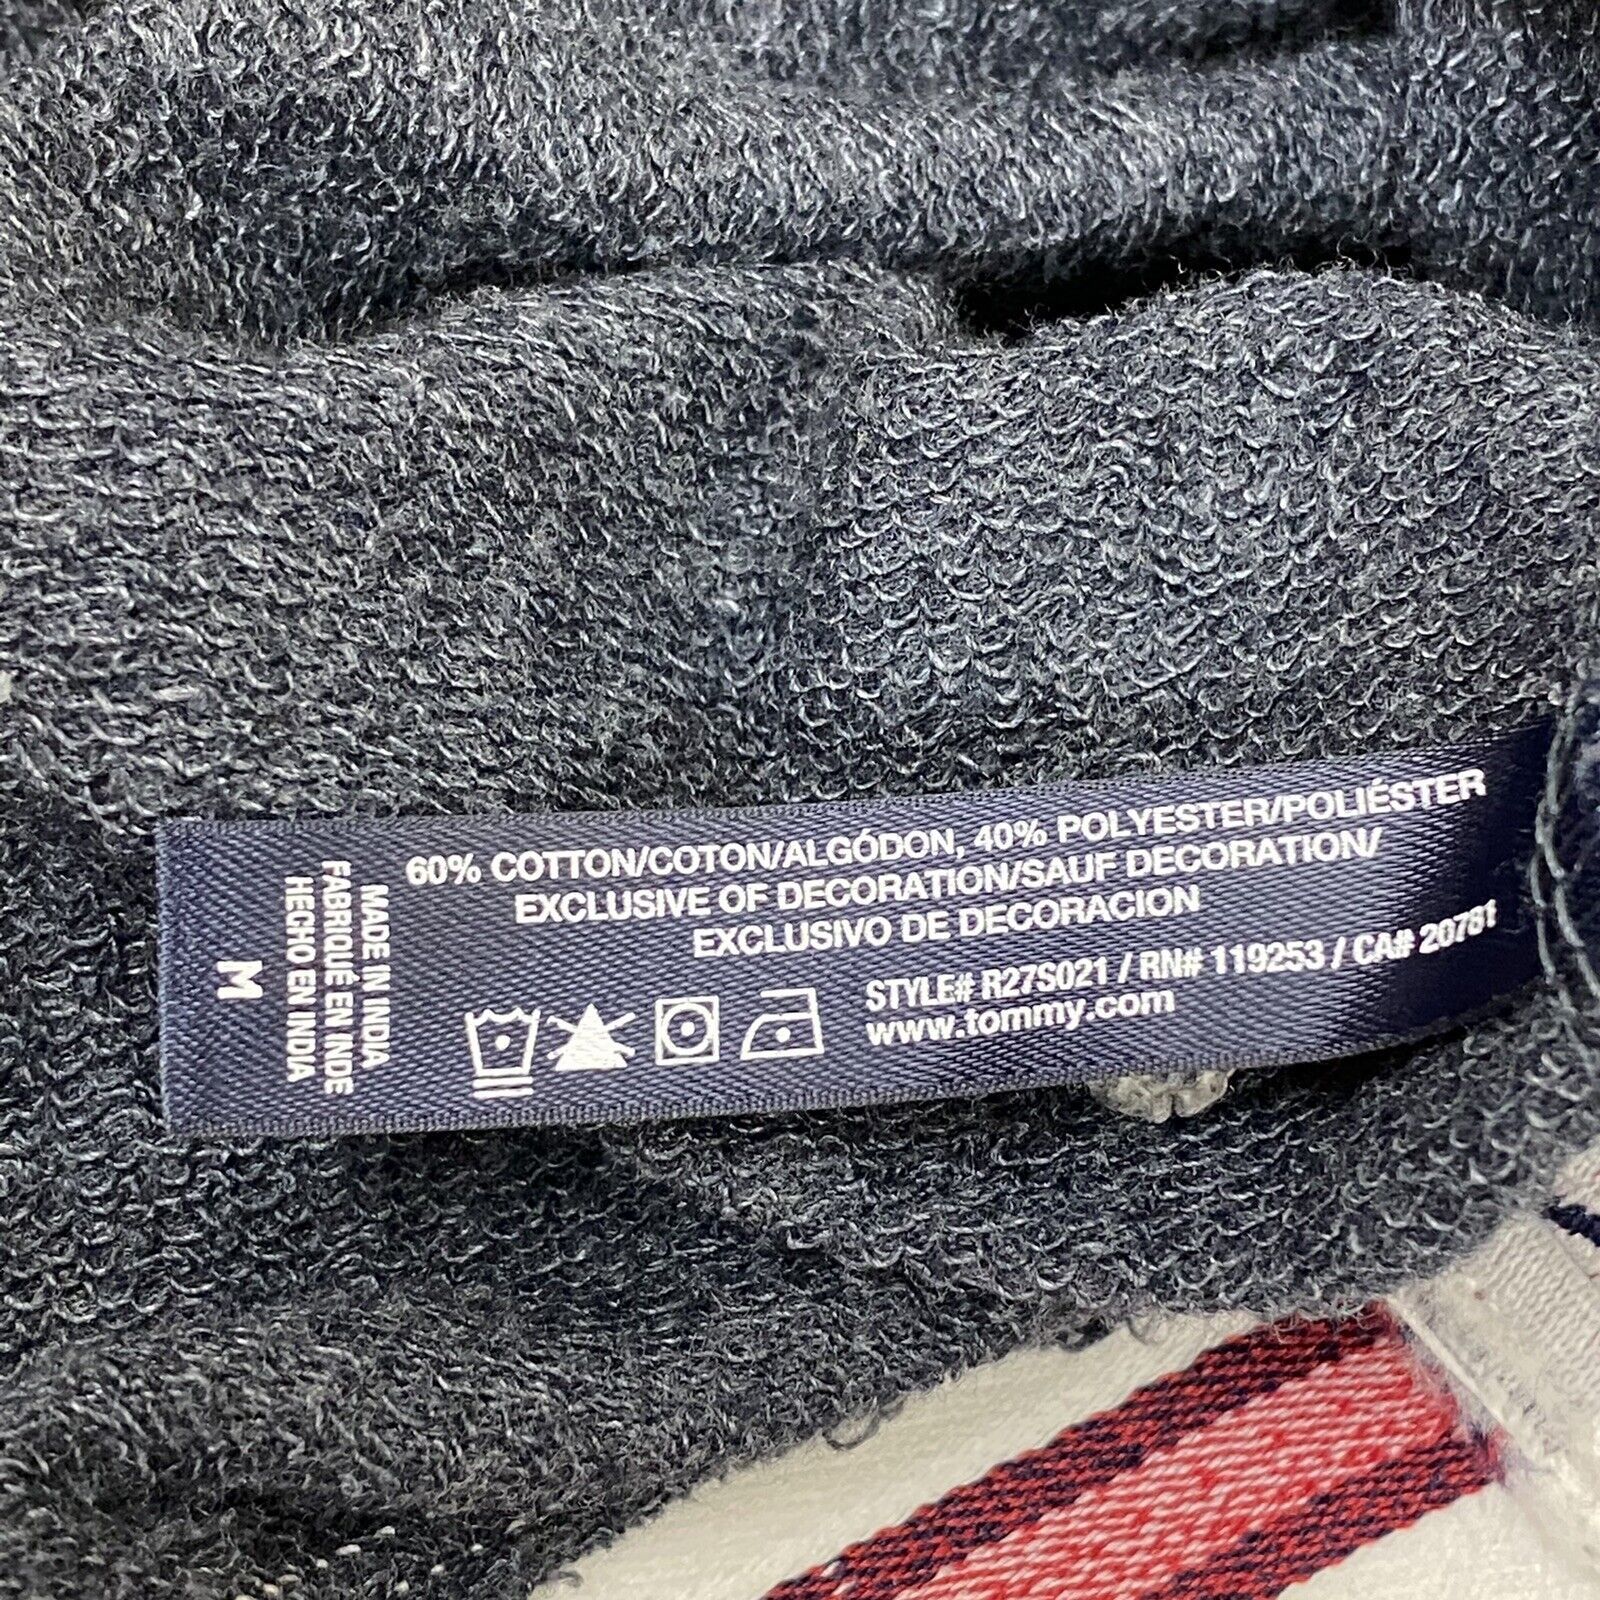 60% COTTON/COTON/ALGÓDON, 40% POLYESTER/POLIÉSTER
EXCLUSIVE OF DECORATION/SAUF DECORATION/
EXCLUSIVO DE DECORACION
STYLE# R27S021 / RN# 119253 / CA# 20781
www.tommy.com
MADE IN INDIA
FABRIQUÉ EN INDE
HECHO EN INDIA
M